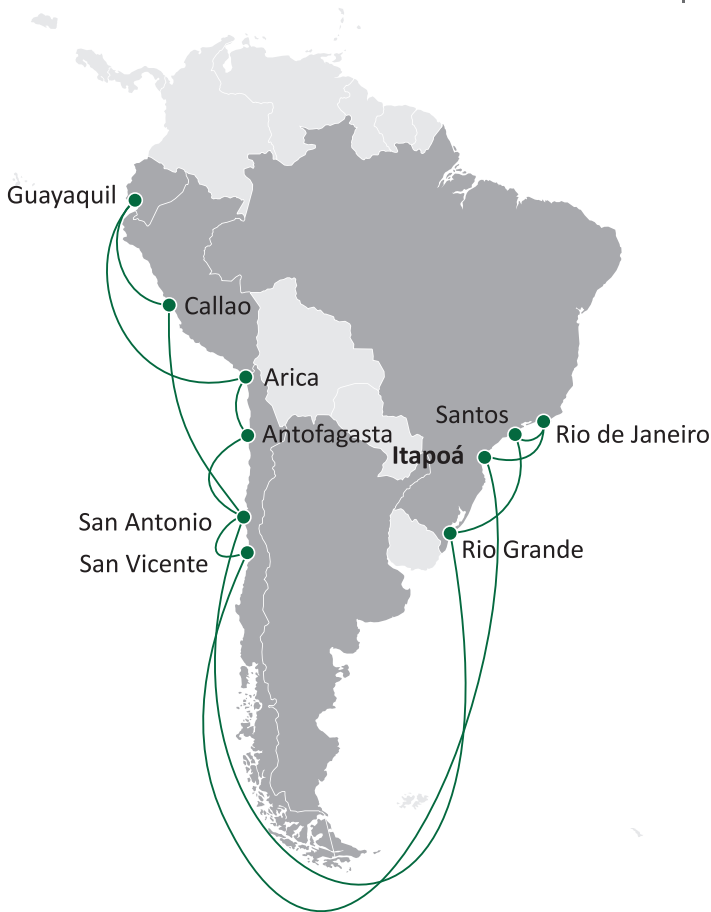 Guayaquil
Callao
Arica
Santos
Rio de Janeiro
Antofagasta
Itapoá
San Antonio
Rio Grande
San Vicente